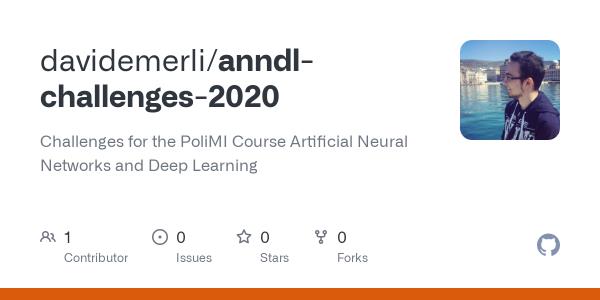 davidemerli/anndl-
challenges-2020
Challenges for the PoliMI Course Artificial Neural
Networks and Deep Learning
1 0 0 0
Contributor Issues Stars Forks